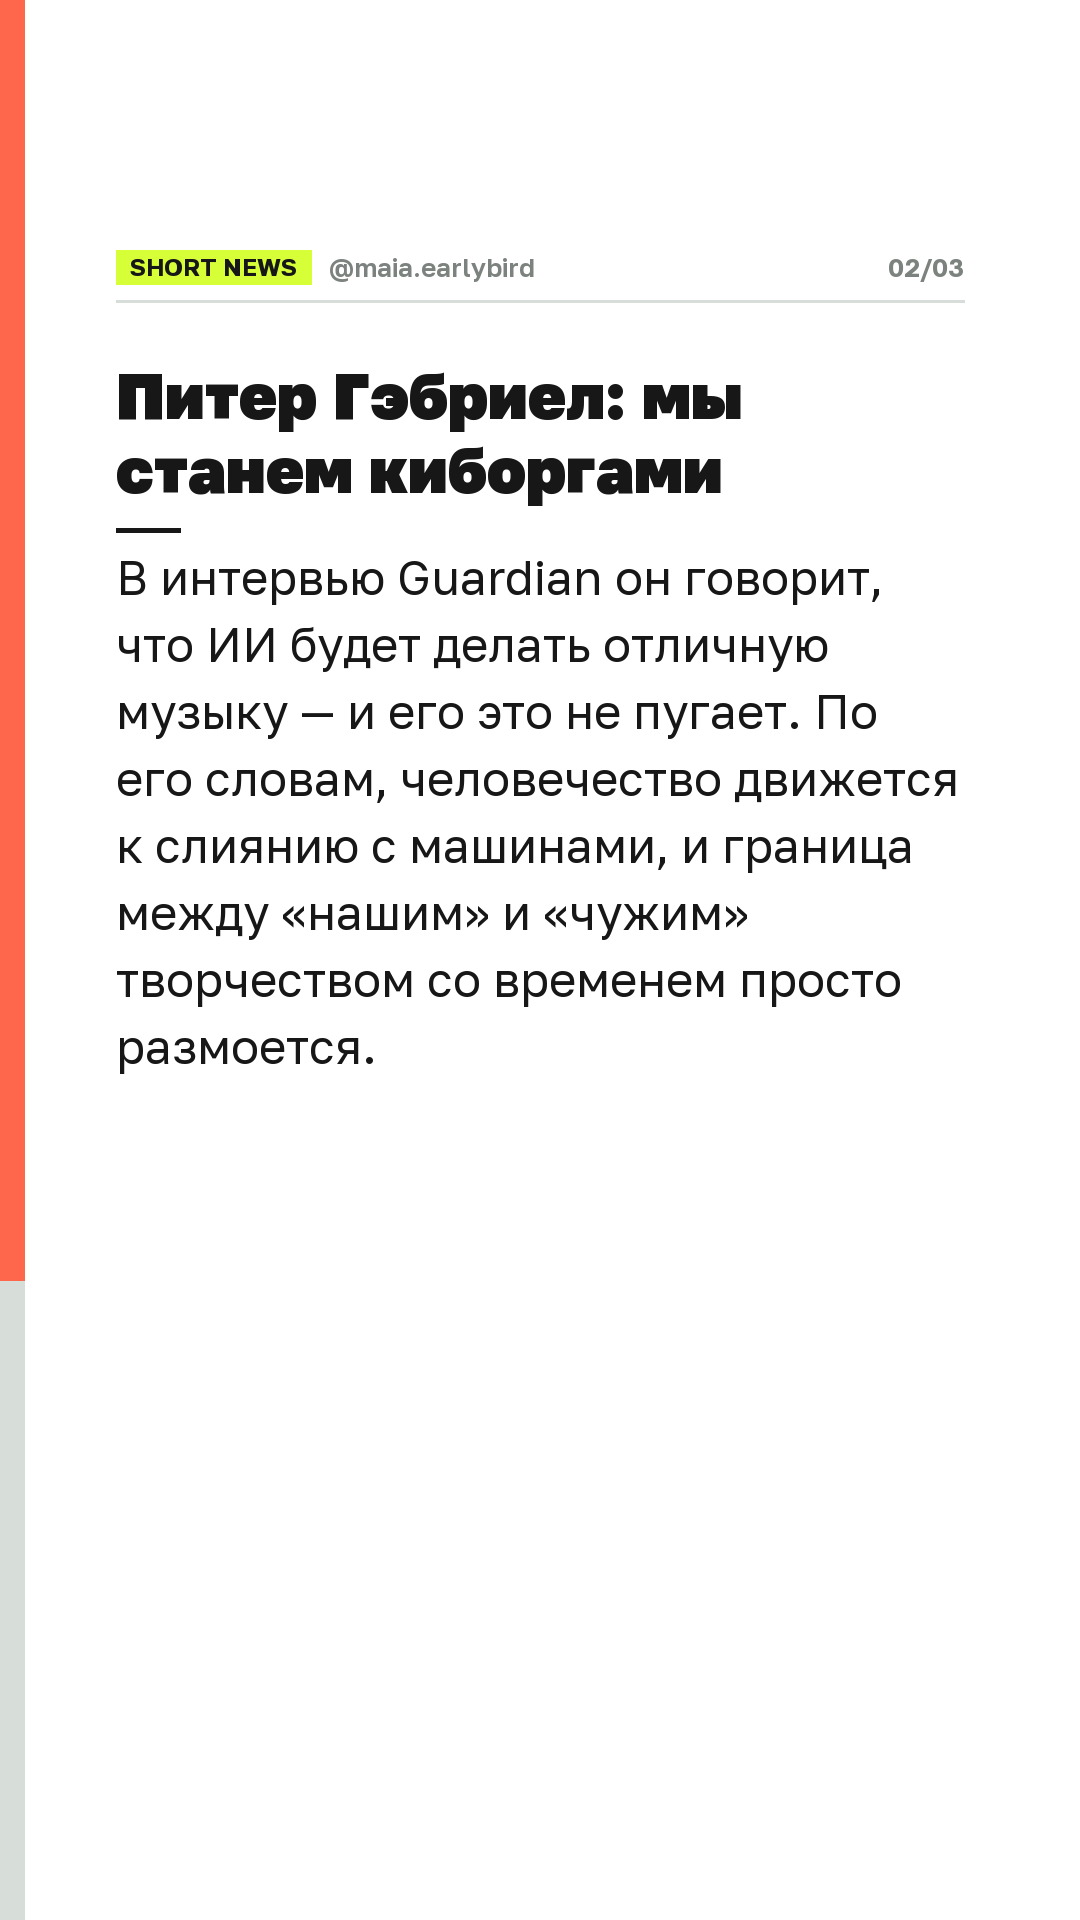 SHORT NEWS @maia.earlybird 02/03
Питер Гэбриел: мы
станем киборгами
В интервью Guardian он говорит,
что ИИ будет делать отличную
музыку — и его это не пугает. По
его словам, человечество движется
к слиянию с машинами, и граница
между «нашим» и «чужим»
творчеством со временем просто
размоется.